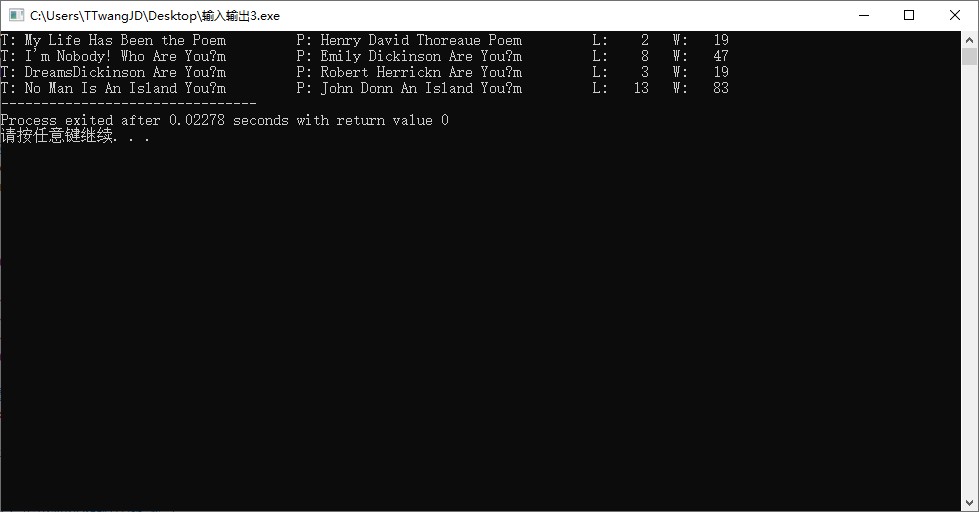 C:\Users\TTwangJD\Desktop\输入输出3.exe
T: My Life Has Been the Poem         P: Henry David Thoreaue Poem         L:    2   W:   19
T: I'm Nobody! Who Are You?m         P: Emily Dickinson Are You?m         L:    8   W:   47
T: DreamsDickinson Are You?m         P: Robert Herrickn Are You?m         L:    3   W:   19
T: No Man Is An Island You?m         P: John Donn An Island You?m         L:   13   W:   83
--------------------------------
Process exited after 0.02278 seconds with return value 0
请按任意键继续. . .